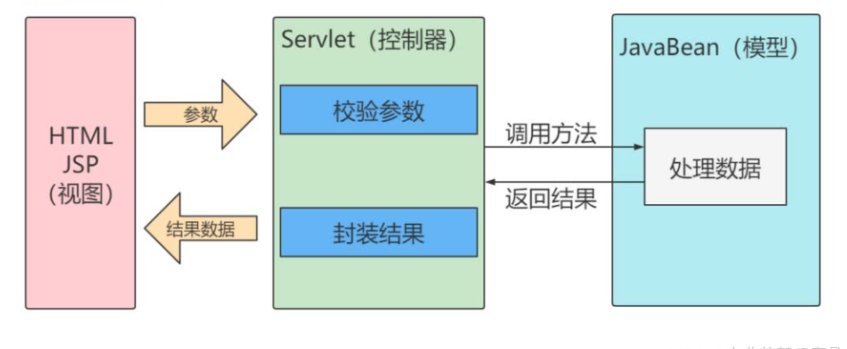 HTML
JSP
(视图)
参数
结果数据
Servlet（控制器）
校验参数
封装结果
调用方法
返回结果
JavaBean（模型）
处理数据